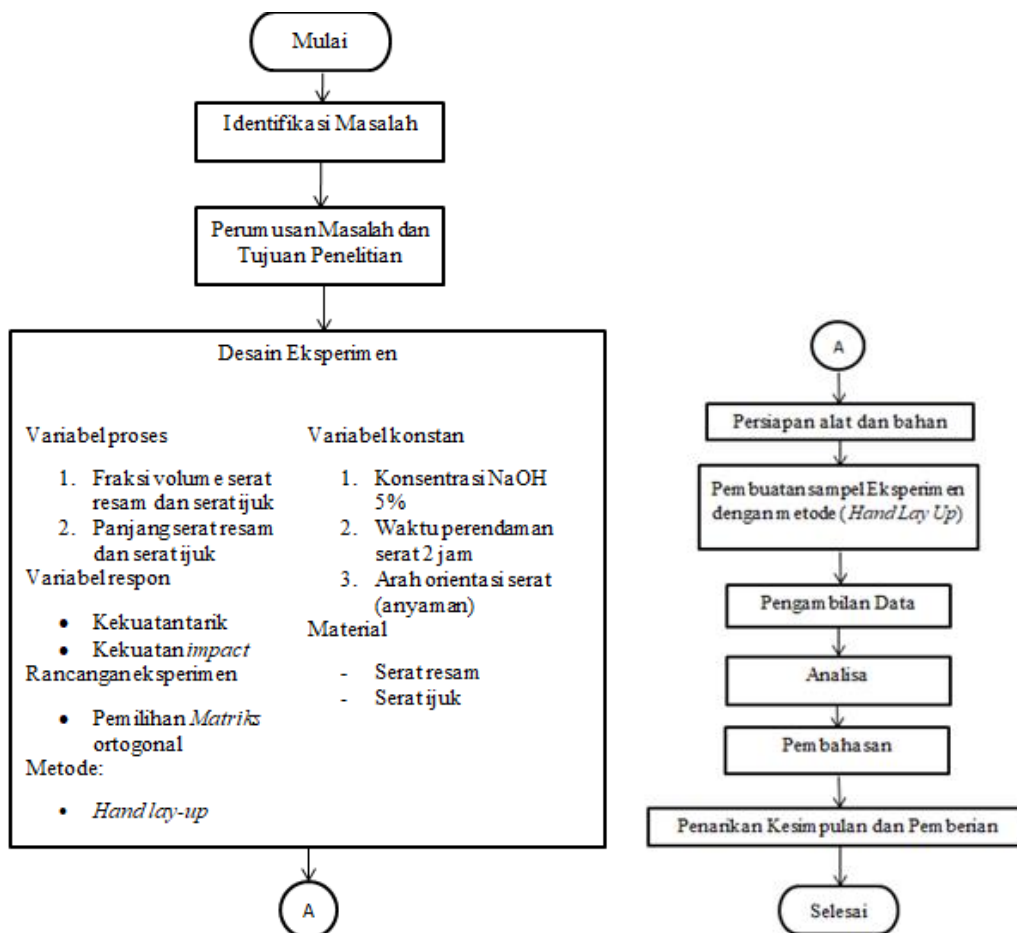 Mulai
Identifikasi Masalah
Perumusan Masalah dan
Tujuan Penelitian
Desain Eksperimen
Variabel proses
1. Fraksi volume serat
resam dan serat ijuk
2. Panjang serat resam
dan serat ijuk
Variabel respon
• Kekuatan tarik
• Kekuatan impact
Rancangan eksperimen
• Pemilihan Matriks
ortogonal
Metode:
• Hand lay-up
Variabel konstan
1. Konsentrasi NaOH
5%
2. Waktu perendaman
serat 2 jam
3. Arah orientasi serat
(anyaman)
Material
- Serat resam
- Serat ijuk
A
A
Persiapan alat dan bahan
Pembuatan sampel Eksperimen
dengan metode (Hand Lay Up)
Pengambilan Data
Analisa
Pembahasan
Penarikan Kesimpulan dan Pemberian
Selesai